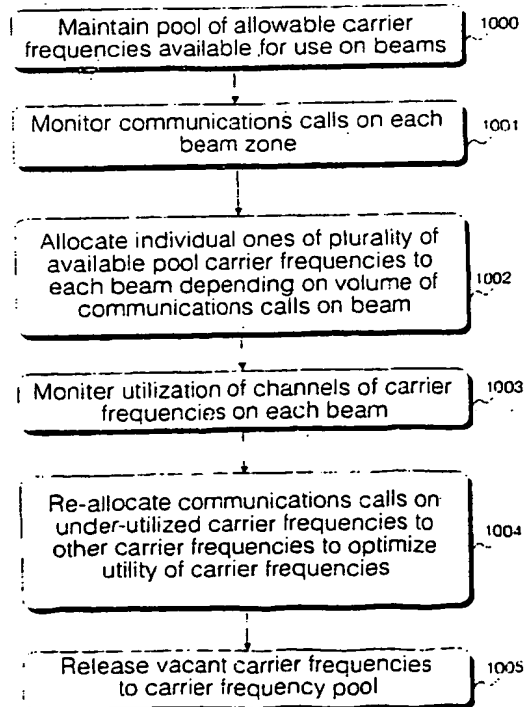 Maintain pool of allowable carrier
frequencies available for use on beams
1000
Monitor communications calls on each
beam zone
1001
Allocate individual ones of plurality of
available pool carrier frequencies to
each beam depending on volume of
communications calls on beam
1002
Moniter utilization of channels of carrier
frequencies on each beam
1003
Re-allocate communications calls on
under-utilized carrier frequencies to
other carrier frequencies to optimize
utility of carrier frequencies
1004
Release vacant carrier frequencies
to carrier frequency pool
1005